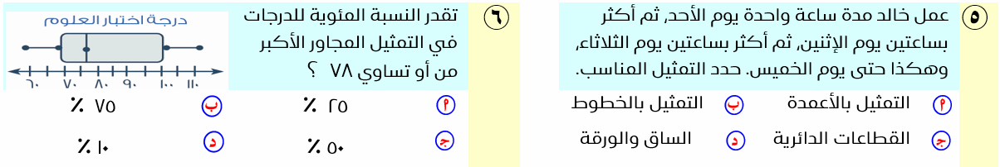 ٥
عمل خالد مدة ساعة واحدة يوم الأحد، ثم أكثر
بساعتين يوم الإثنين، ثم أكثر بساعتين يوم الثلاثاء،
وهكذا حتى يوم الخميس. حدد التمثيل المناسب.
م التمثيل بالأعمدة
ب التمثيل بالخطوط
ج القطاعات الدائرية
د الساق والورقة
٦
تقدر النسبة المئوية للدرجات
في التمثيل المجاور الأكبر
من أو تساوي ٧٨ ؟
درجة اختبار العلوم
٦٠ ٧٠ ٨٠ ٩٠ ١٠٠ ١١٠
م ٢٥ ٪
ب ٧٥ ٪
ج ٥٠ ٪
د ١٠ ٪